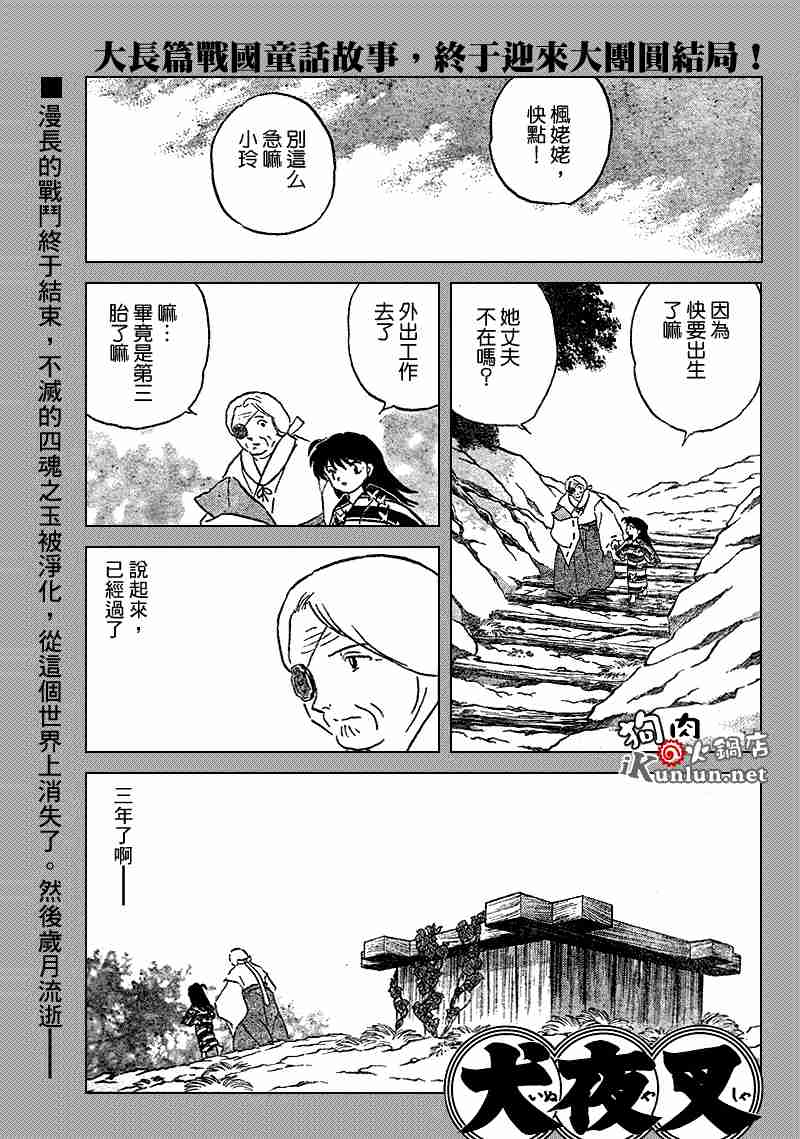 大長篇戰國童話故事，終于迎來大團圓結局！
■漫長的戰鬥終于結束，不滅的四魂之玉被淨化，從這個世界上消失了。然後歲月流逝——
楓姥姥，
快點！
別這么
急嘛
小玲
因為
快要出生
了嘛
她丈夫
不在嗎？
外出工作
去了
嘛…
畢竟是第三
胎了嘛
說起來，
已經過了
狗肉火鍋店
iKunlun.net
三年了啊——
犬夜叉
いぬ や しゃ